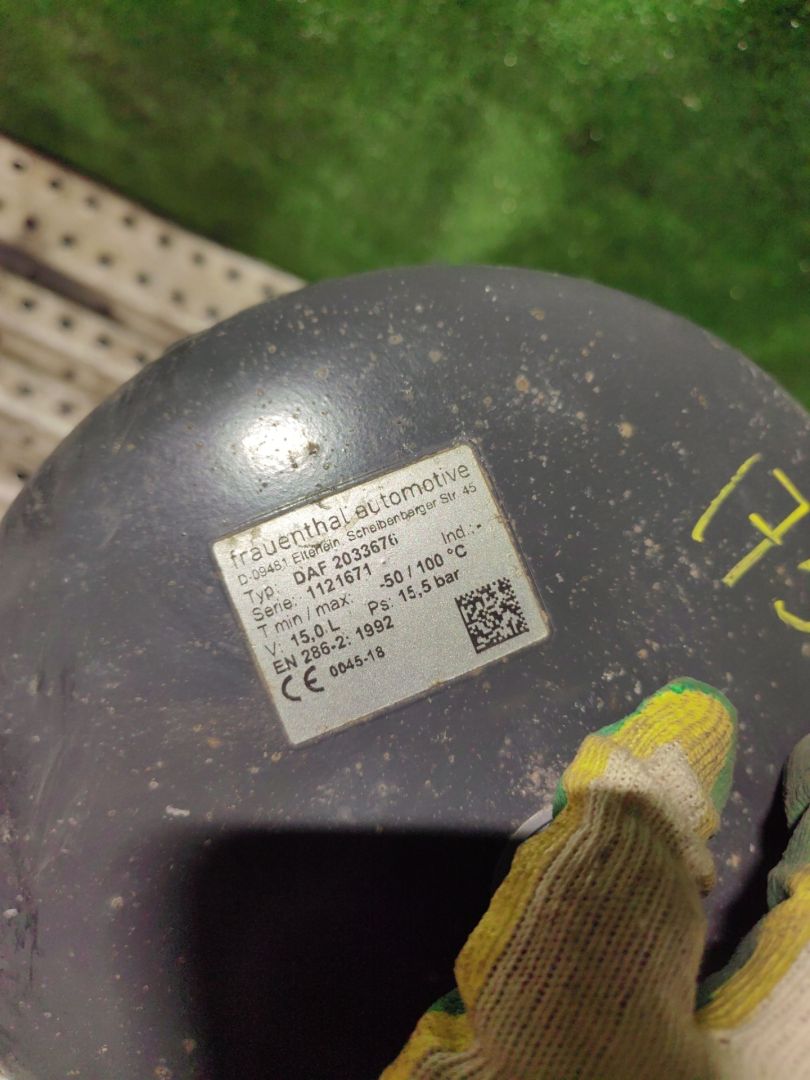 frauenthal automotive
D-09481 Elterlein, Scheibenberger Str. 45
Typ: DAF 2033676 Ind.: -
Serie: 1121671
T min / max: -50 / 100 °C
V: 15,0 L Ps: 15,5 bar
EN 286-2: 1992
CE 0045-18